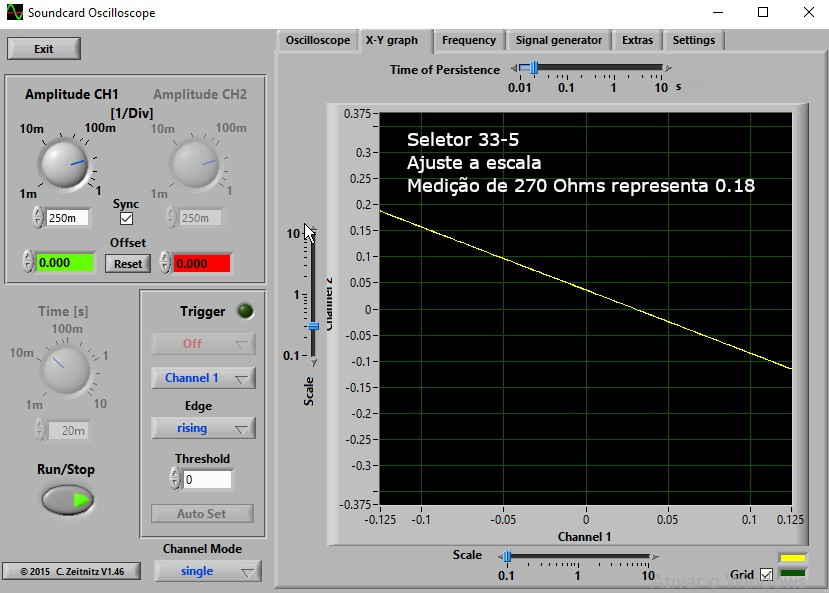 Soundcard Oscilloscope
Exit
Oscilloscope X-Y graph Frequency Signal generator Extras Settings
Time of Persistence
0.01 0.1 1 10 s
Amplitude CH1 Amplitude CH2
[1/Div]
10m 100m 10m 100m
1m 1 1m 1
Sync
250m 250m
Offset
0.000 Reset 0.000
Time [s]
100m
10m 1
1m 10
20m
Run/Stop
© 2015 C.Zeitnitz V1.46
Trigger
Off
Channel 1
Edge
rising
Threshold
0
Auto Set
Channel Mode
single
10
1
0.1
Scale
Channel 2
0.375
0.3
0.25
0.2
0.15
0.1
0.05
0
-0.05
-0.1
-0.15
-0.2
-0.25
-0.3
-0.375
Seletor 33-5
Ajuste a escala
Medição de 270 Ohms representa 0.18
-0.125 -0.1 -0.05 0 0.05 0.1 0.125
Channel 1
Scale
0.1 1 10
Grid
Ativar o Windows